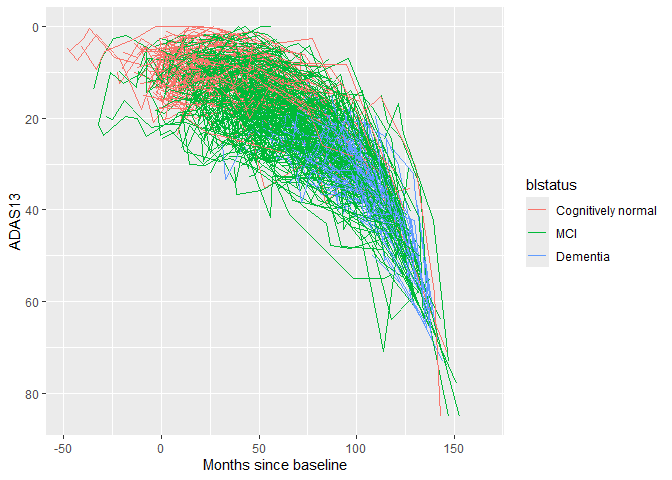 0
20
40
60
80
ADAS13
-50
0
50
100
150
Months since baseline
blstatus
Cognitively normal
MCI
Dementia